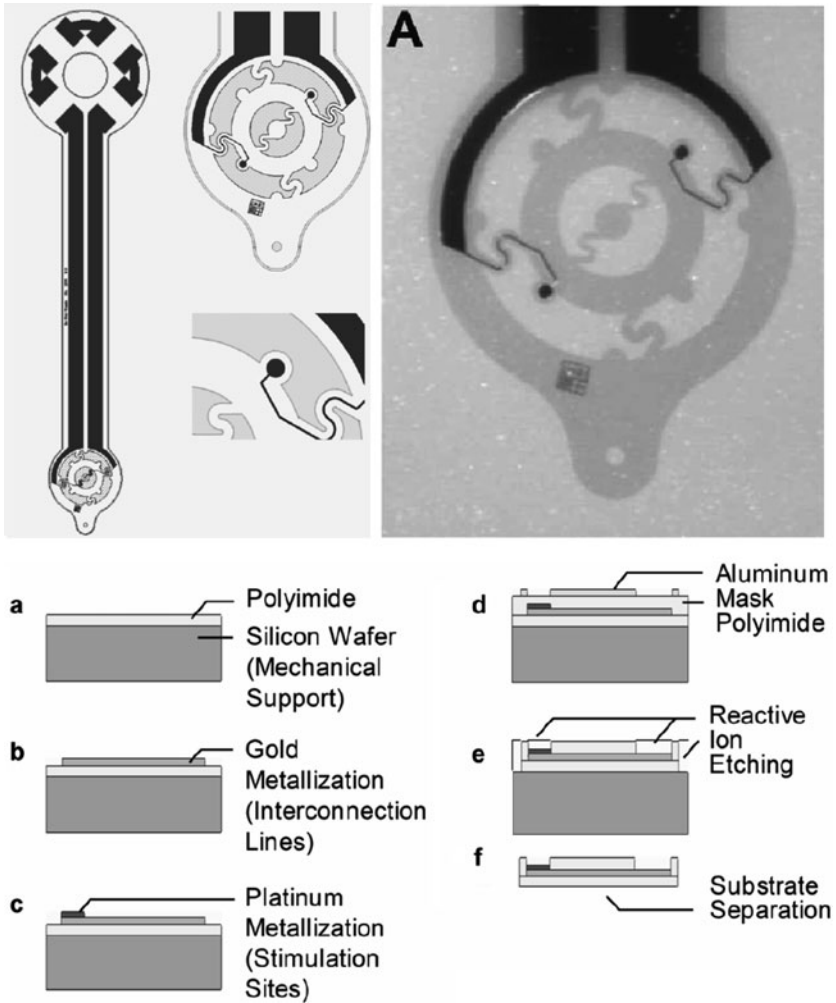 A
a
Polyimide
Silicon Wafer
(Mechanical
Support)
b
Gold
Metallization
(Interconnection
Lines)
c
Platinum
Metallization
(Stimulation
Sites)
d
Aluminum
Mask
Polyimide
e
Reactive
Ion
Etching
f
Substrate
Separation